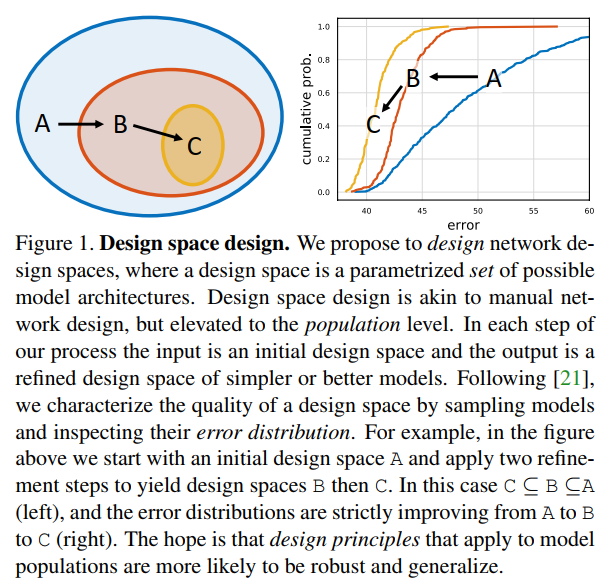 A
B
C
1.0
0.8
0.6
0.4
0.2
0.0
cumulative prob.
A
B
C
40
45
50
55
60
error
Figure 1. Design space design. We propose to design network de-
sign spaces, where a design space is a parametrized set of possible
model architectures. Design space design is akin to manual net-
work design, but elevated to the population level. In each step of
our process the input is an initial design space and the output is a
refined design space of simpler or better models. Following [21],
we characterize the quality of a design space by sampling models
and inspecting their error distribution. For example, in the figure
above we start with an initial design space A and apply two refine-
ment steps to yield design spaces B then C. In this case C ⊆ B ⊆ A
(left), and the error distributions are strictly improving from A to B
to C (right). The hope is that design principles that apply to model
populations are more likely to be robust and generalize.